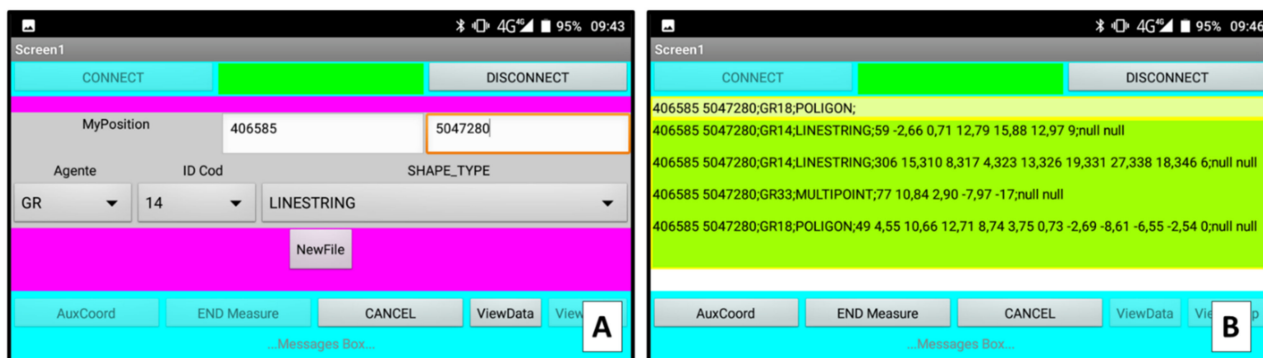 4G 4G 95% 09:43
Screen1
CONNECT DISCONNECT
MyPosition 406585 5047280
Agente ID Cod SHAPE_TYPE
GR 14 LINESTRING
NewFile
AuxCoord END Measure CANCEL ViewData View
...Messages Box...
A
4G 4G 95% 09:46
Screen1
CONNECT DISCONNECT
406585 5047280;GR18;POLIGON;
406585 5047280;GR14;LINESTRING;59 -2,66 0,71 12,79 15,88 12,97 9;null null
406585 5047280;GR14;LINESTRING;306 15,310 8,317 4,323 13,326 19,331 27,338 18,346 6;null null
406585 5047280;GR33;MULTIPOINT;77 10,84 2,90 -7,97 -17;null null
406585 5047280;GR18;POLIGON;49 4,55 10,66 12,71 8,74 3,75 0,73 -2,69 -8,61 -6,55 -2,54 0;null null
AuxCoord END Measure CANCEL ViewData
...Messages Box...
B